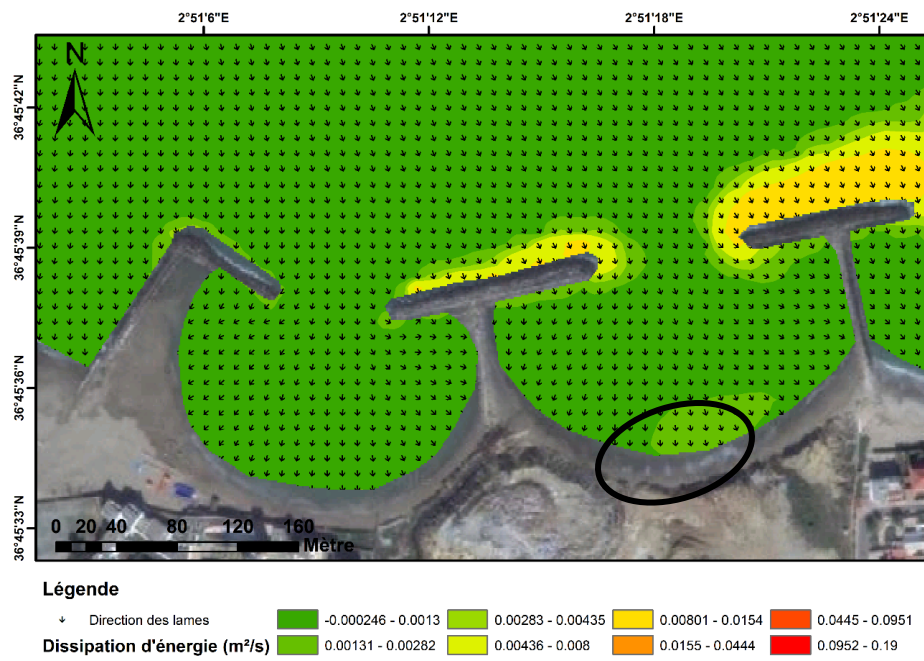 2°51'6"E 2°51'12"E 2°51'18"E 2°51'24"E
N
36°45'42"N
36°45'39"N
36°45'36"N
36°45'33"N
0 20 40 80 120 160
Mètre
Légende
Direction des lames
Dissipation d'énergie (m²/s)
-0.000246 - 0.0013 0.00283 - 0.00435 0.00801 - 0.0154 0.0445 - 0.0951
0.00131 - 0.00282 0.00436 - 0.008 0.0155 - 0.0444 0.0952 - 0.19